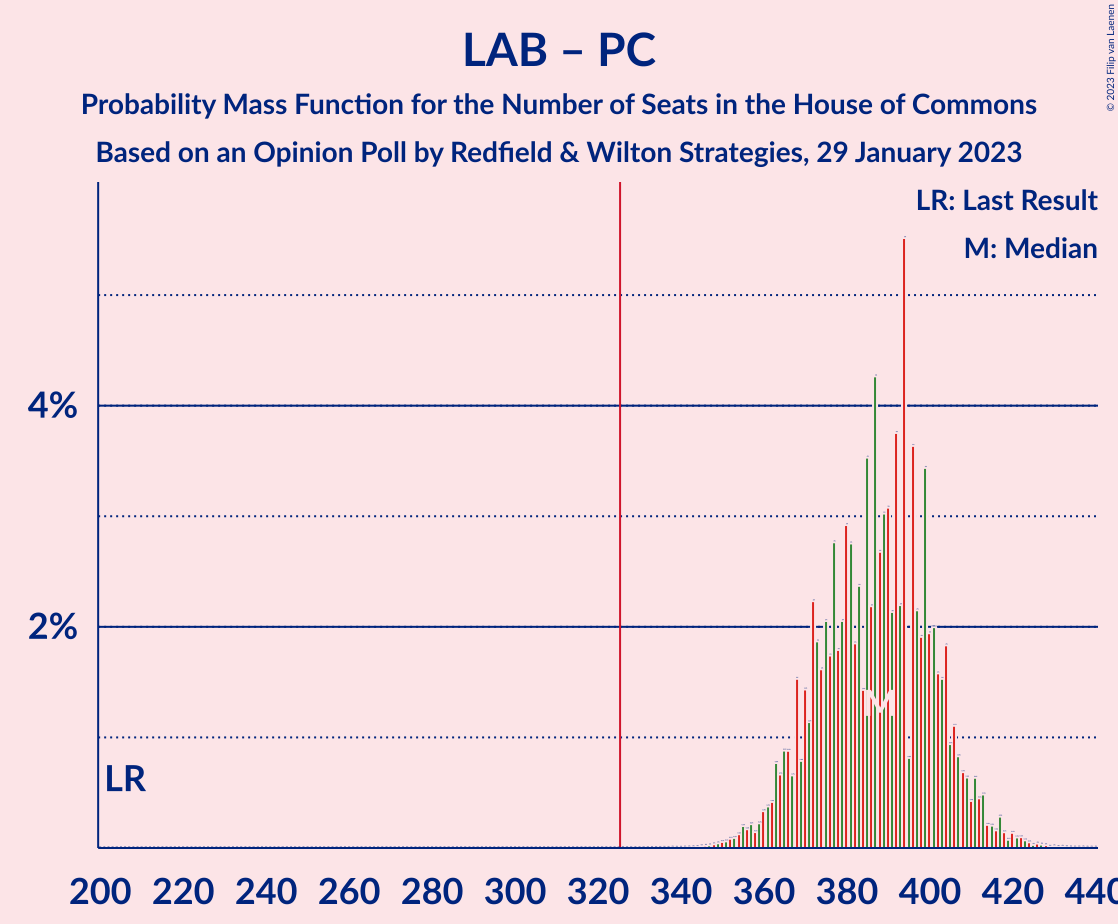 LAB – PC
Probability Mass Function for the Number of Seats in the House of Commons
Based on an Opinion Poll by Redfield & Wilton Strategies, 29 January 2023
© 2023 Filip van Laenen
LR: Last Result
M: Median
4%
2%
M
LR
200 220 240 260 280 300 320 340 360 380 400 420 440